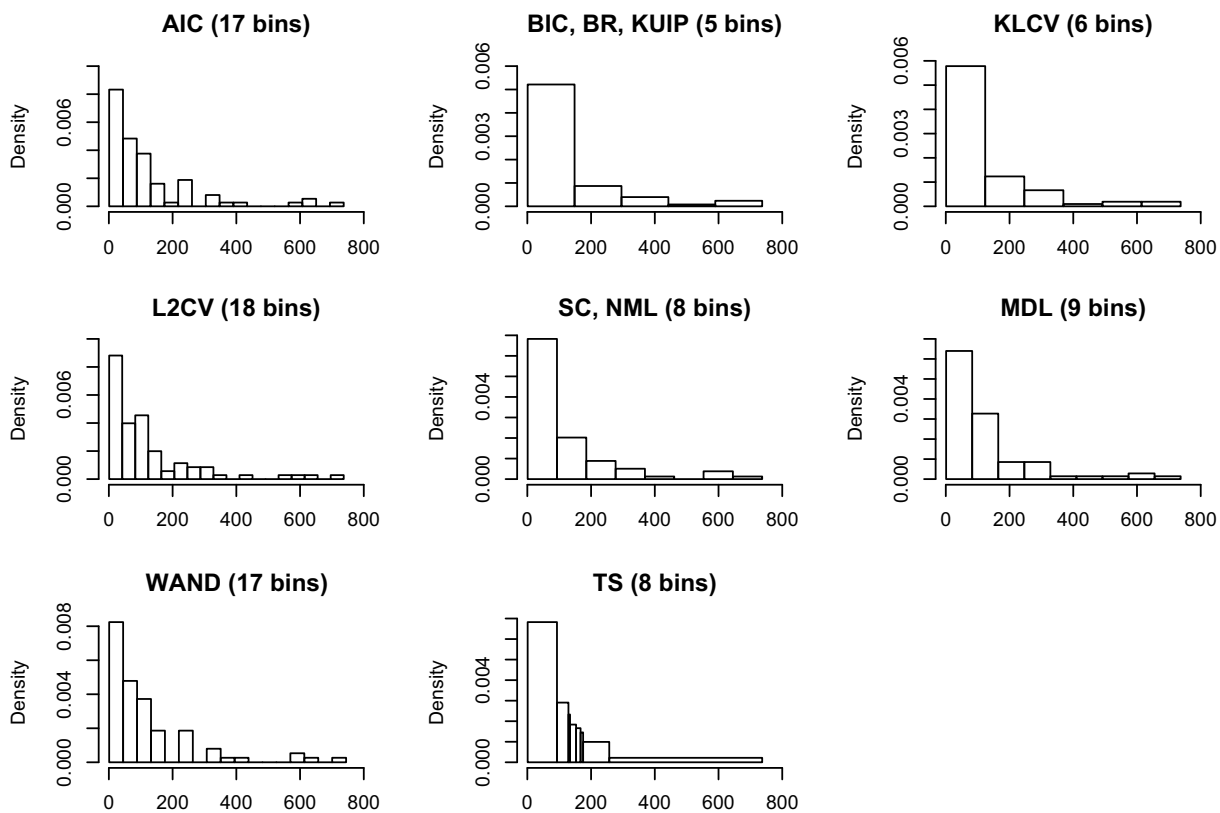 AIC (17 bins)
BIC, BR, KUIP (5 bins)
KLCV (6 bins)
Density
0.000
0.006
0 200 400 600 800
Density
0.000
0.003
0.006
0 200 400 600 800
Density
0.000
0.003
0.006
0 200 400 600 800
L2CV (18 bins)
SC, NML (8 bins)
MDL (9 bins)
Density
0.000
0.006
0 200 400 600 800
Density
0.000
0.004
0 200 400 600 800
Density
0.000
0.004
0 200 400 600 800
WAND (17 bins)
TS (8 bins)
Density
0.000
0.004
0.008
0 200 400 600 800
Density
0.000
0.004
0 200 400 600 800